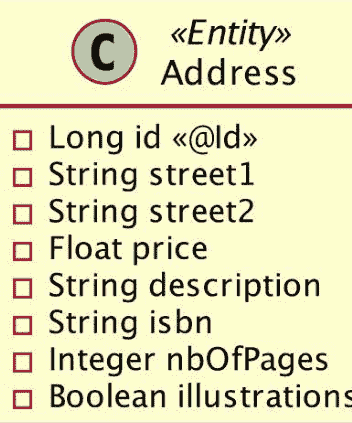 C «Entity»
Address
Long id «@Id»
String street1
String street2
Float price
String description
String isbn
Integer nbOfPages
Boolean illustrations